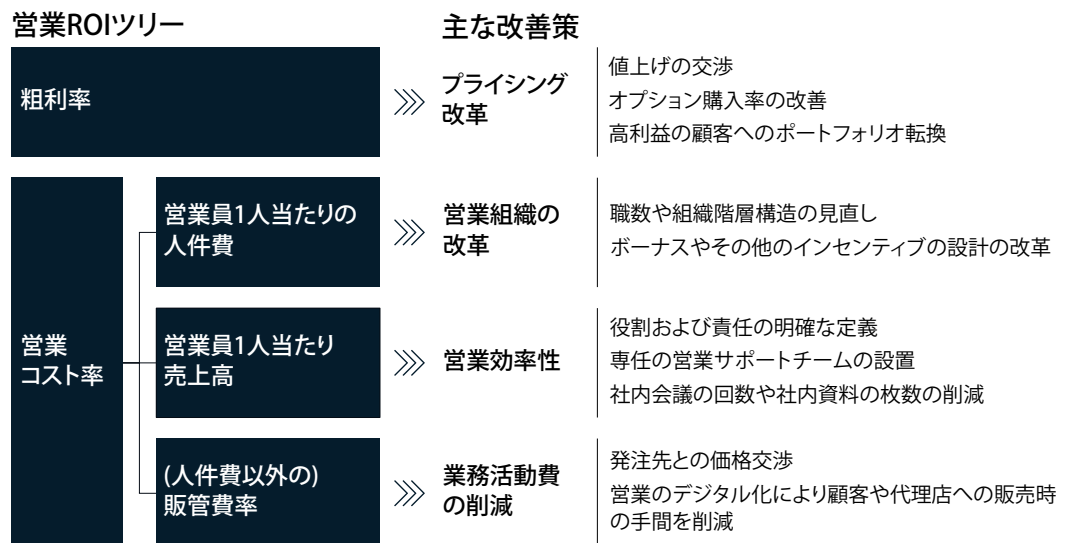 営業ROIツリー
主な改善策
粗利率
プライシング
改革
値上げの交渉
オプション購入率の改善
高利益の顧客へのポートフォリオ転換
営業
コスト率
営業員1人当たりの
人件費
営業組織の
改革
職数や組織階層構造の見直し
ボーナスやその他のインセンティブの設計の改革
営業員1人当たり
売上高
営業効率性
役割および責任の明確な定義
専任の営業サポートチームの設置
社内会議の回数や社内資料の枚数の削減
(人件費以外の)
販管費率
業務活動費
の削減
発注先との価格交渉
営業のデジタル化により顧客や代理店への販売時
の手間を削減